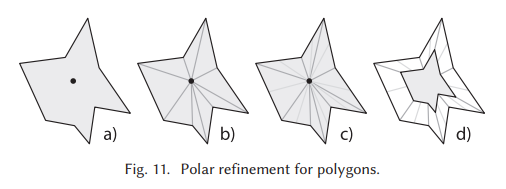 a) b) c) d)
Fig. 11. Polar refinement for polygons.